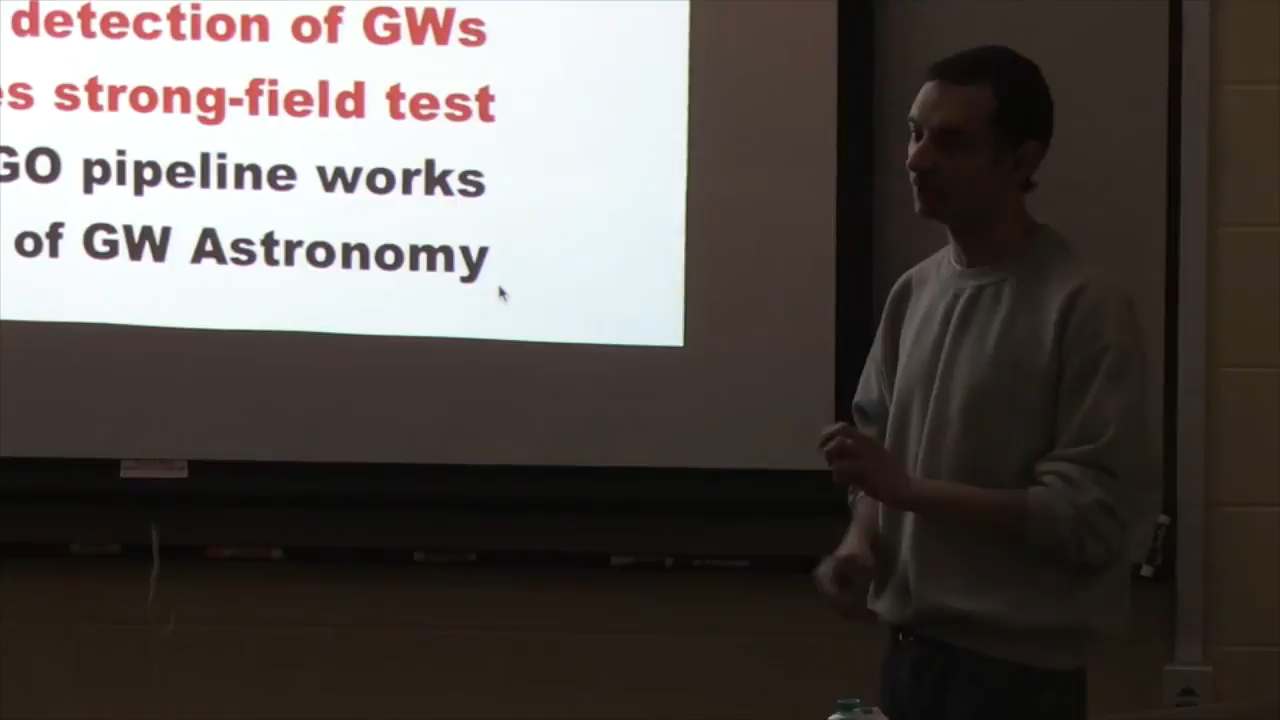 detection of GWs
es strong-field test
GO pipeline works
of GW Astronomy